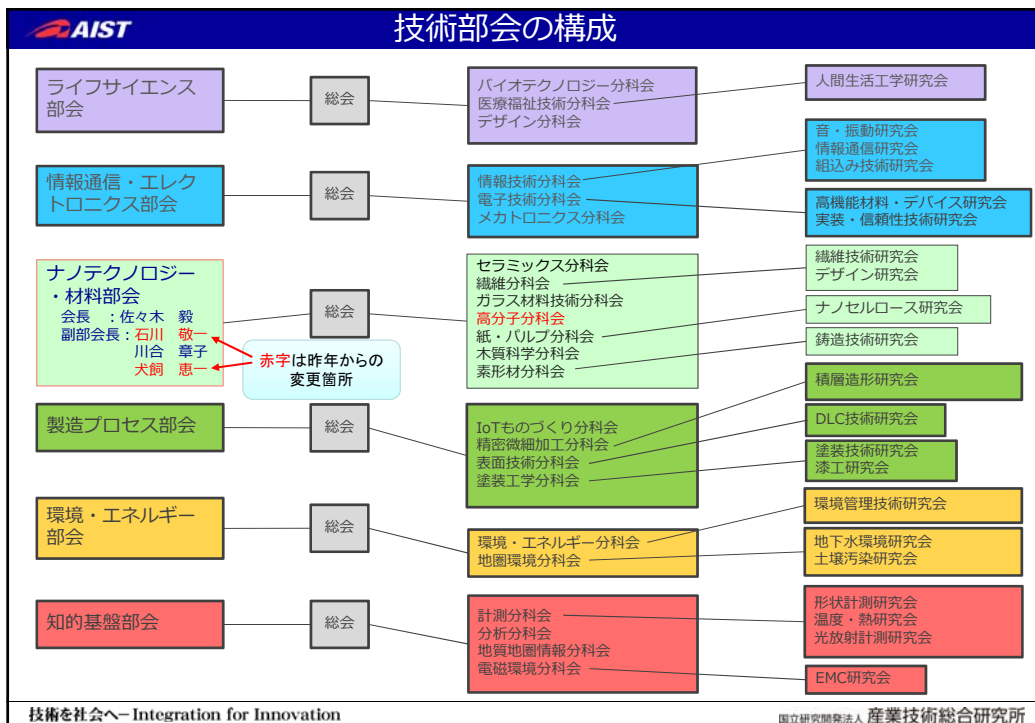 AIST
技術部会の構成
ライフサイエンス
部会
総会
バイオテクノロジー分科会
医療福祉技術分科会
デザイン分科会
人間生活工学研究会
情報通信・エレク
トロニクス部会
総会
情報技術分科会
電子技術分科会
メカトロニクス分科会
音・振動研究会
情報通信研究会
組込み技術研究会
高機能材料・デバイス研究会
実装・信頼性技術研究会
ナノテクノロジー
・材料部会
会長 :佐々木 毅
副部会長:石川 敬一
川合 章子
犬飼 恵一
赤字は昨年からの
変更箇所
総会
セラミックス分科会
繊維分科会
ガラス材料技術分科会
高分子分科会
紙・パルプ分科会
木質科学分科会
素形材分科会
繊維技術研究会
デザイン研究会
ナノセルロース研究会
鋳造技術研究会
製造プロセス部会
総会
IoTものづくり分科会
精密微細加工分科会
表面技術分科会
塗装工学分科会
積層造形研究会
DLC技術研究会
塗装技術研究会
漆工研究会
環境・エネルギー
部会
総会
環境・エネルギー分科会
地圏環境分科会
環境管理技術研究会
地下水環境研究会
土壌汚染研究会
知的基盤部会
総会
計測分科会
分析分科会
地質地圏情報分科会
電磁環境分科会
形状計測研究会
温度・熱研究会
光放射計測研究会
EMC研究会
技術を社会へ－Integration for Innovation
国立研究開発法人 産業技術総合研究所